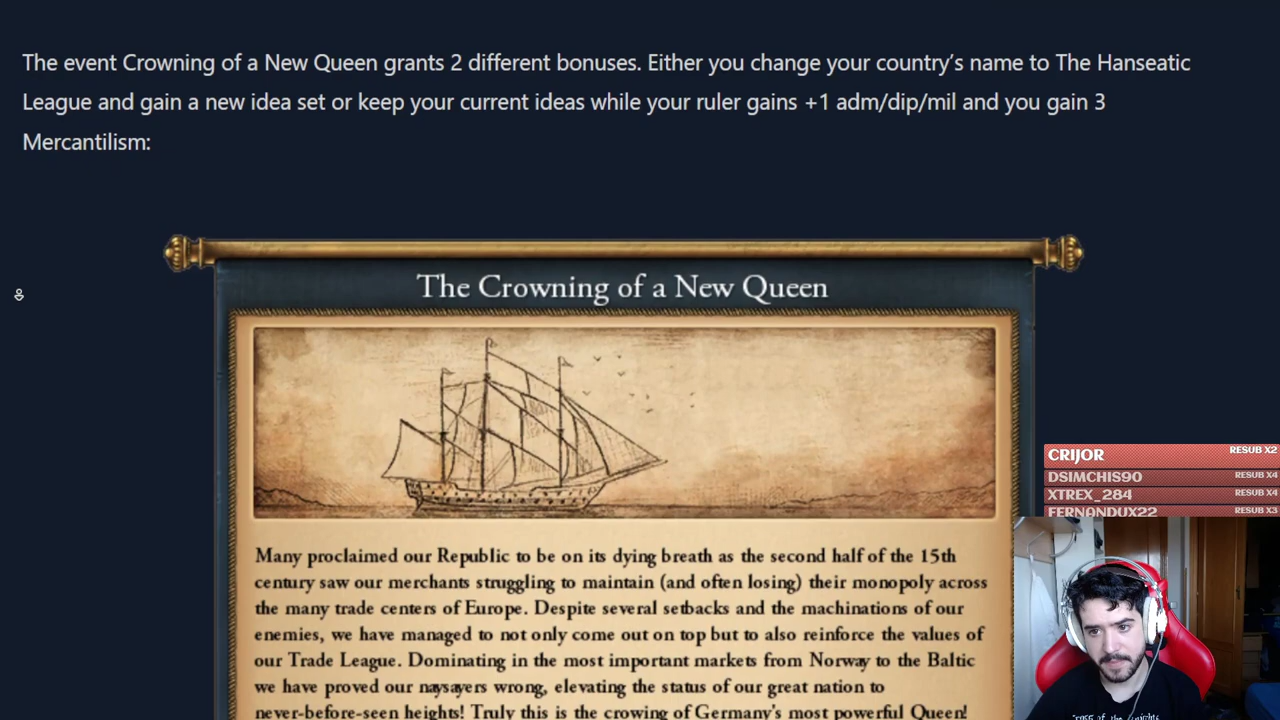 The event Crowning of a New Queen grants 2 different bonuses. Either you change your country’s name to The Hanseatic
League and gain a new idea set or keep your current ideas while your ruler gains +1 adm/dip/mil and you gain 3
Mercantilism:
The Crowning of a New Queen
Many proclaimed our Republic to be on its dying breath as the second half of the 15th
century saw our merchants struggling to maintain (and often losing) their monopoly across
the many trade centers of Europe. Despite several setbacks and the machinations of our
enemies, we have managed to not only come out on top but to also reinforce the values of
our Trade League. Dominating in the most important markets from Norway to the Baltic
we have proved our naysayers wrong, elevating the status of our great nation to
never-before-seen heights! Truly this is the crowing of Germany's most powerful Queen!
CRIJOR RESUB X2
DSIMCHIS90 RESUB X4
XTREX_284 RESUB X4
FERNANDUX22 RESUB X3